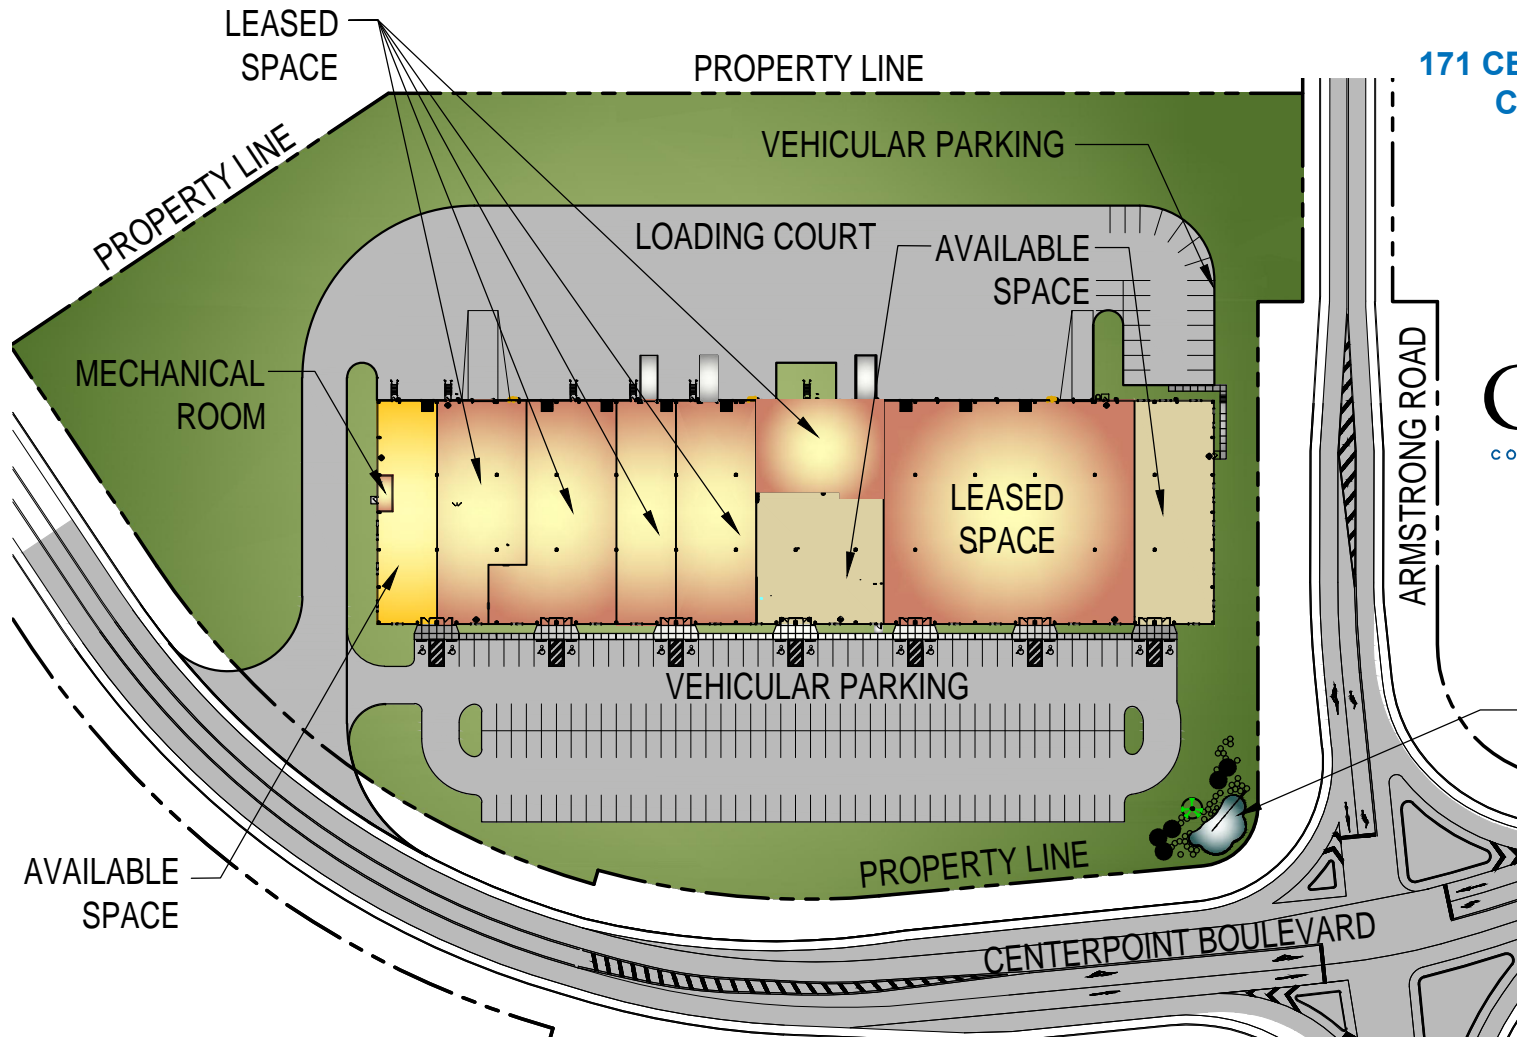 LEASED
SPACE
PROPERTY LINE
171 CE
C
VEHICULAR PARKING
PROPERTY LINE
LOADING COURT
AVAILABLE
SPACE
MECHANICAL
ROOM
ARMSTRONG ROAD
C
CO
LEASED
SPACE
VEHICULAR PARKING
PROPERTY LINE
AVAILABLE
SPACE
CENTERPOINT BOULEVARD